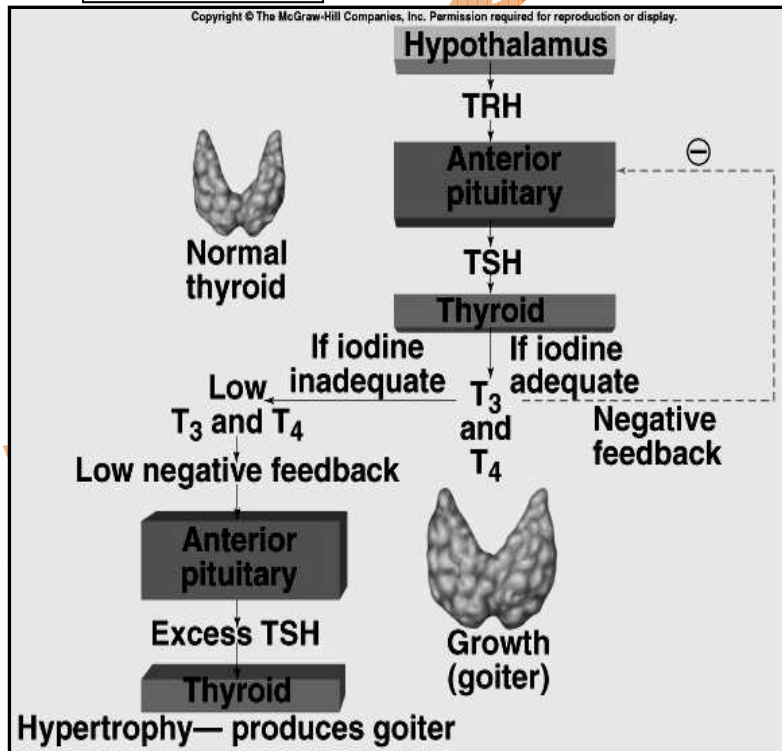 Copyright © The McGraw-Hill Companies, Inc. Permission required for reproduction or display.
Hypothalamus
TRH
Anterior
pituitary
⊖
Normal
thyroid
TSH
Thyroid
If iodine
inadequate
If iodine
adequate
Low
T₃ and T₄
T₃
and
T₄
Negative
feedback
Low negative feedback
Anterior
pituitary
Excess TSH
Growth
(goiter)
Thyroid
Hypertrophy— produces goiter